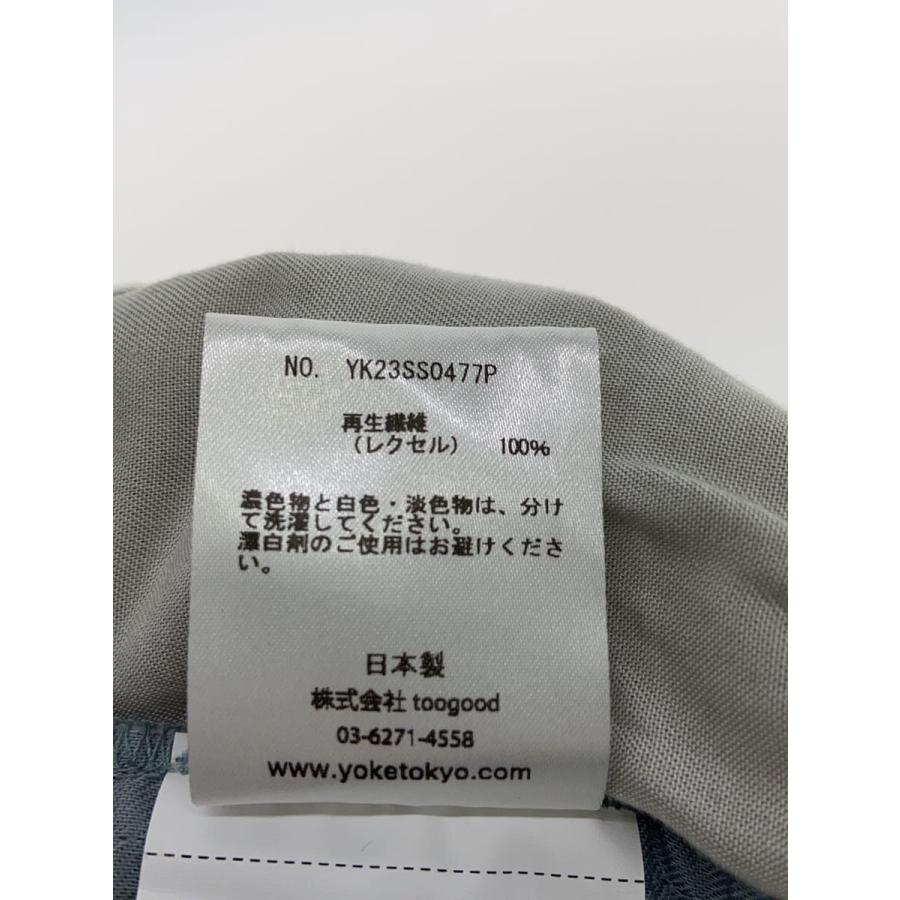 NO. YK23SS0477P
再生繊維
（レクセル） 100%
濃色物と白色・淡色物は、分け
て洗濯してください。
漂白剤のご使用はお避けくださ
い。
日本製
株式会社 toogood
03-6271-4558
www.yoketokyo.com